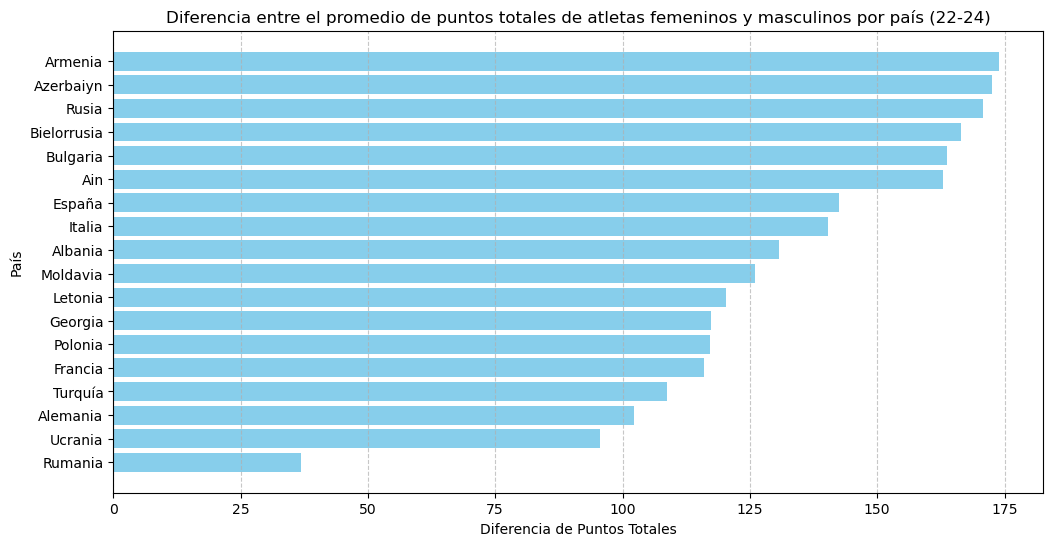 Diferencia entre el promedio de puntos totales de atletas femeninos y masculinos por país (22-24)
Armenia
Azerbaiyn
Rusia
Bielorrusia
Bulgaria
Ain
España
Italia
Albania
Moldavia
Letonia
Georgia
Polonia
Francia
Turquía
Alemania
Ucrania
Rumania
País
0 25 50 75 100 125 150 175
Diferencia de Puntos Totales